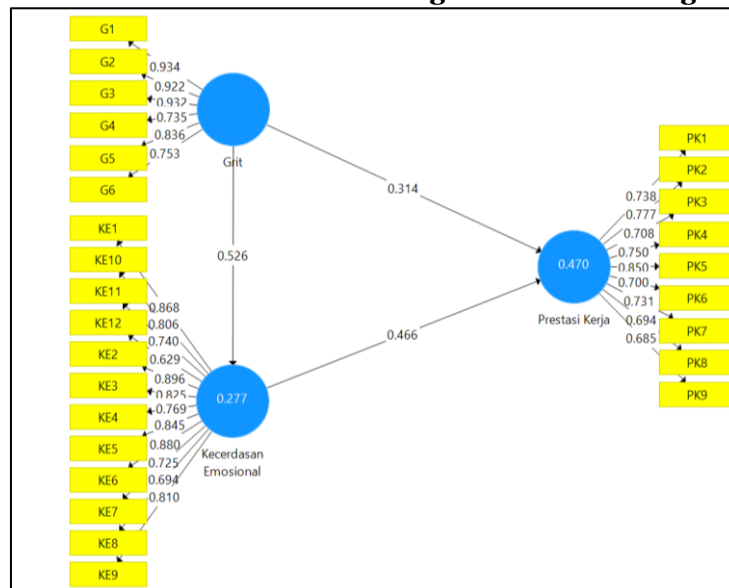 G1
G2
G3
G4
G5
G6
0.934
0.922
0.932
0.735
0.836
0.753
Grit
0.314
0.526
KE1
KE10
KE11
KE12
KE2
KE3
KE4
KE5
KE6
KE7
KE8
KE9
0.868
0.806
0.740
0.629
0.896
0.825
0.769
0.845
0.880
0.725
0.694
0.810
0.277
Kecerdasan
Emosional
0.466
0.470
Prestasi Kerja
0.738
0.777
0.708
0.750
0.850
0.700
0.731
0.694
0.685
PK1
PK2
PK3
PK4
PK5
PK6
PK7
PK8
PK9